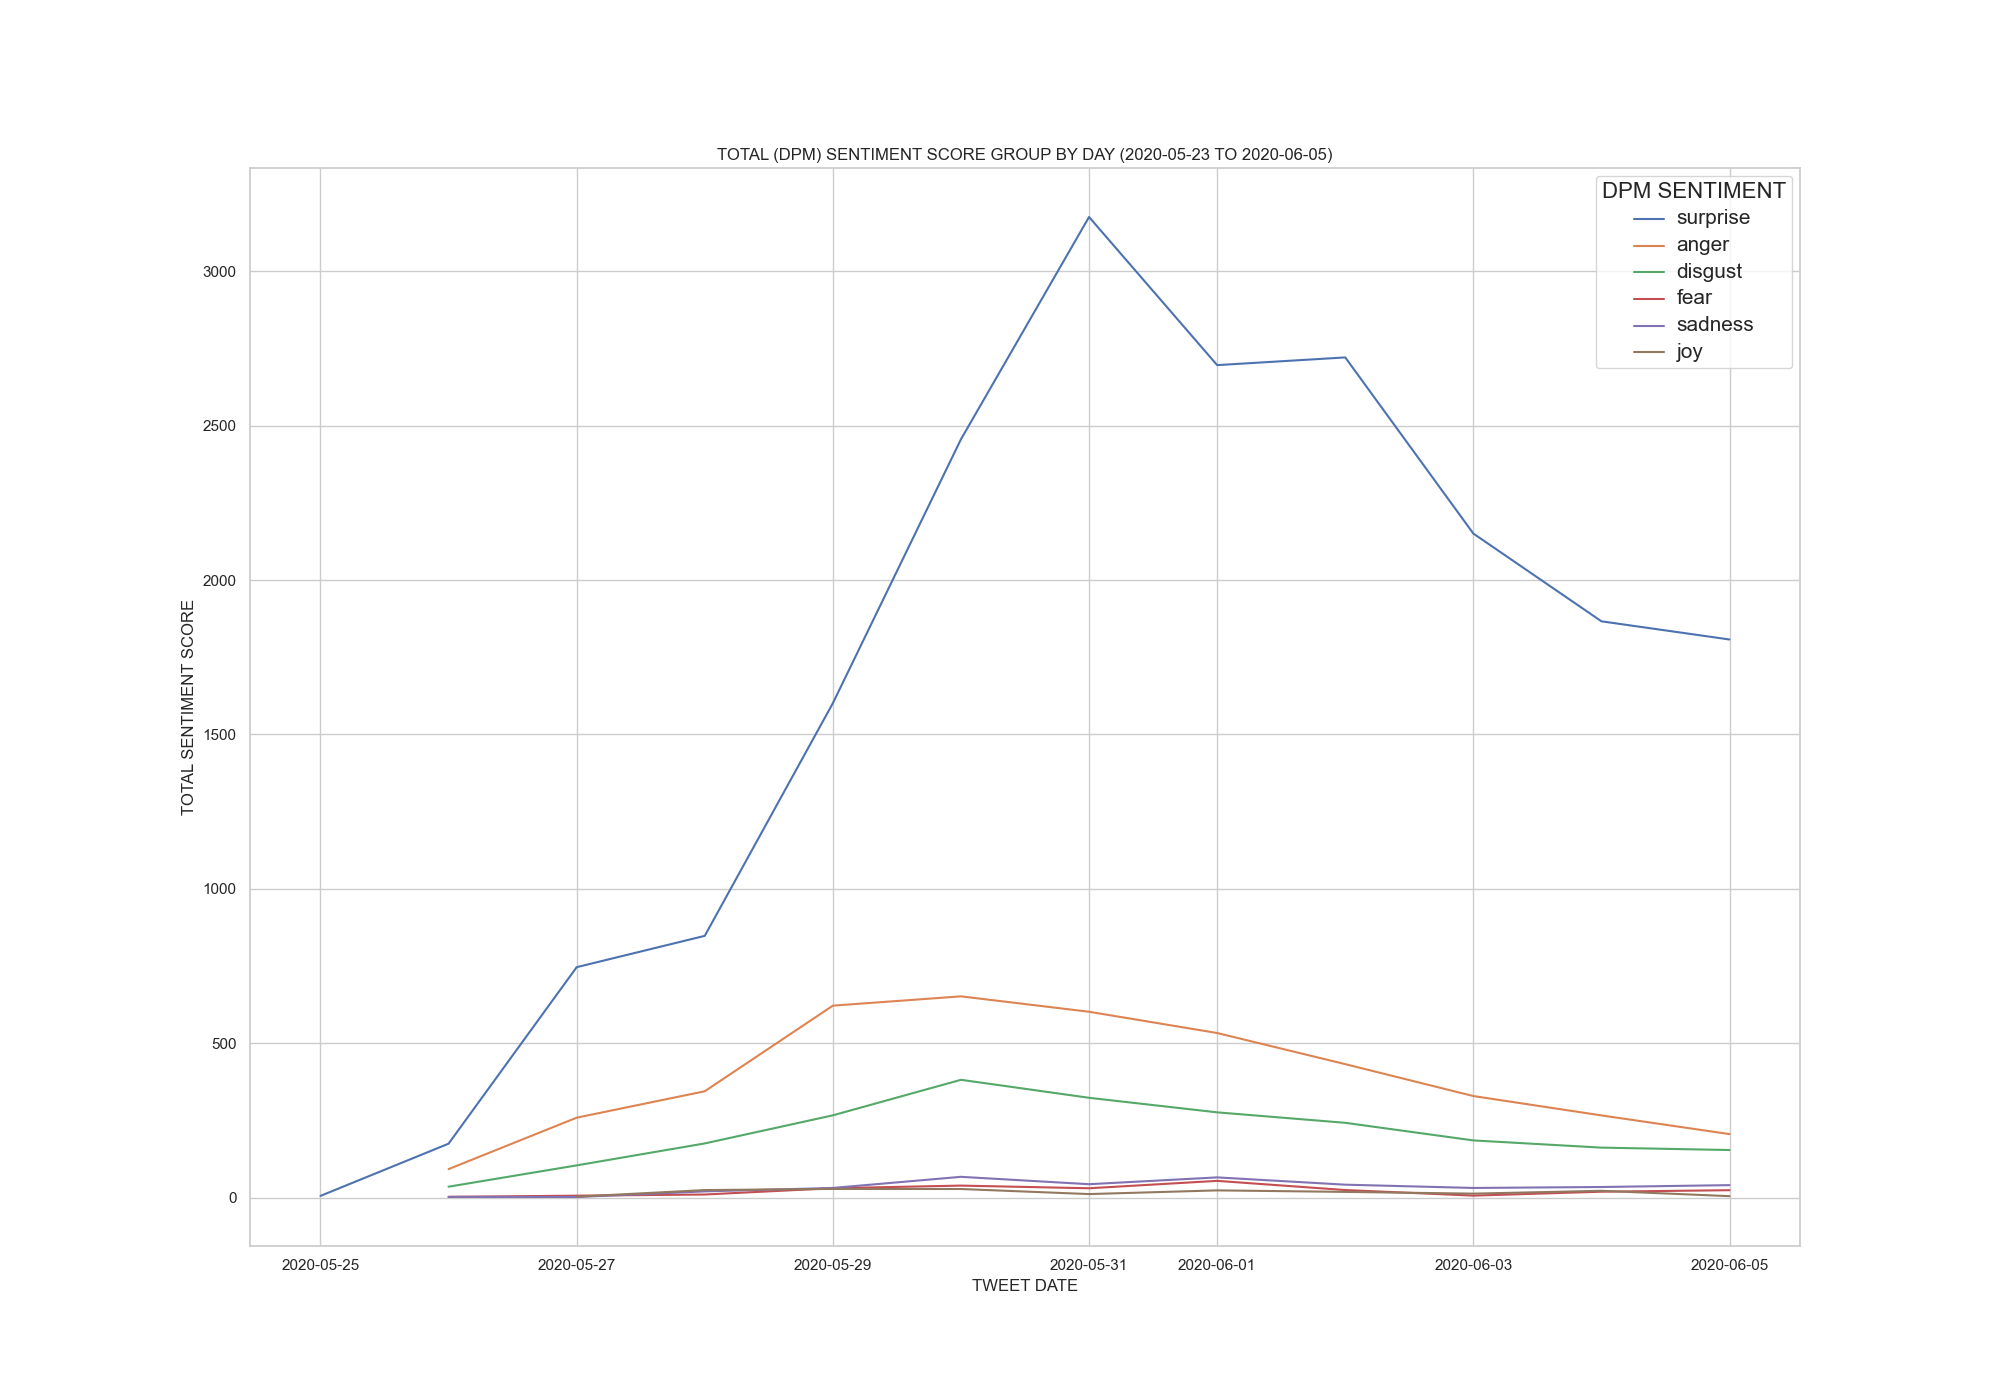 TOTAL (DPM) SENTIMENT SCORE GROUP BY DAY (2020-05-23 TO 2020-06-05)
DPM SENTIMENT
surprise
anger
disgust
fear
sadness
joy
TOTAL SENTIMENT SCORE
3000
2500
2000
1500
1000
500
0
2020-05-25 2020-05-27 2020-05-29 2020-05-31 2020-06-01 2020-06-03 2020-06-05
TWEET DATE